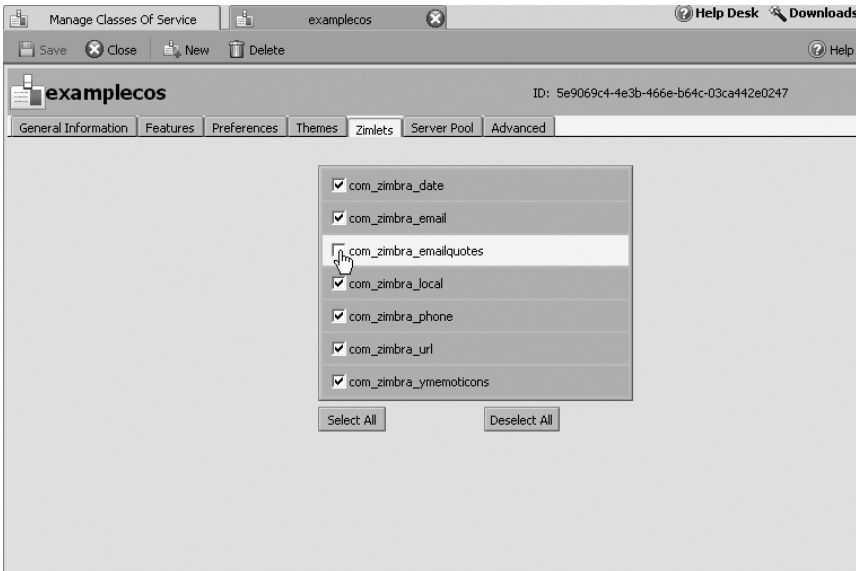 Manage Classes Of Service examplecos Help Desk Downloads
Save Close New Delete Help
examplecos ID: 5e9069c4-4e3b-466e-b64c-03ca442e0247
General Information Features Preferences Themes Zimlets Server Pool Advanced
com_zimbra_date
com_zimbra_email
com_zimbra_emailquotes
com_zimbra_local
com_zimbra_phone
com_zimbra_url
com_zimbra_ymemoticons
Select All Deselect All